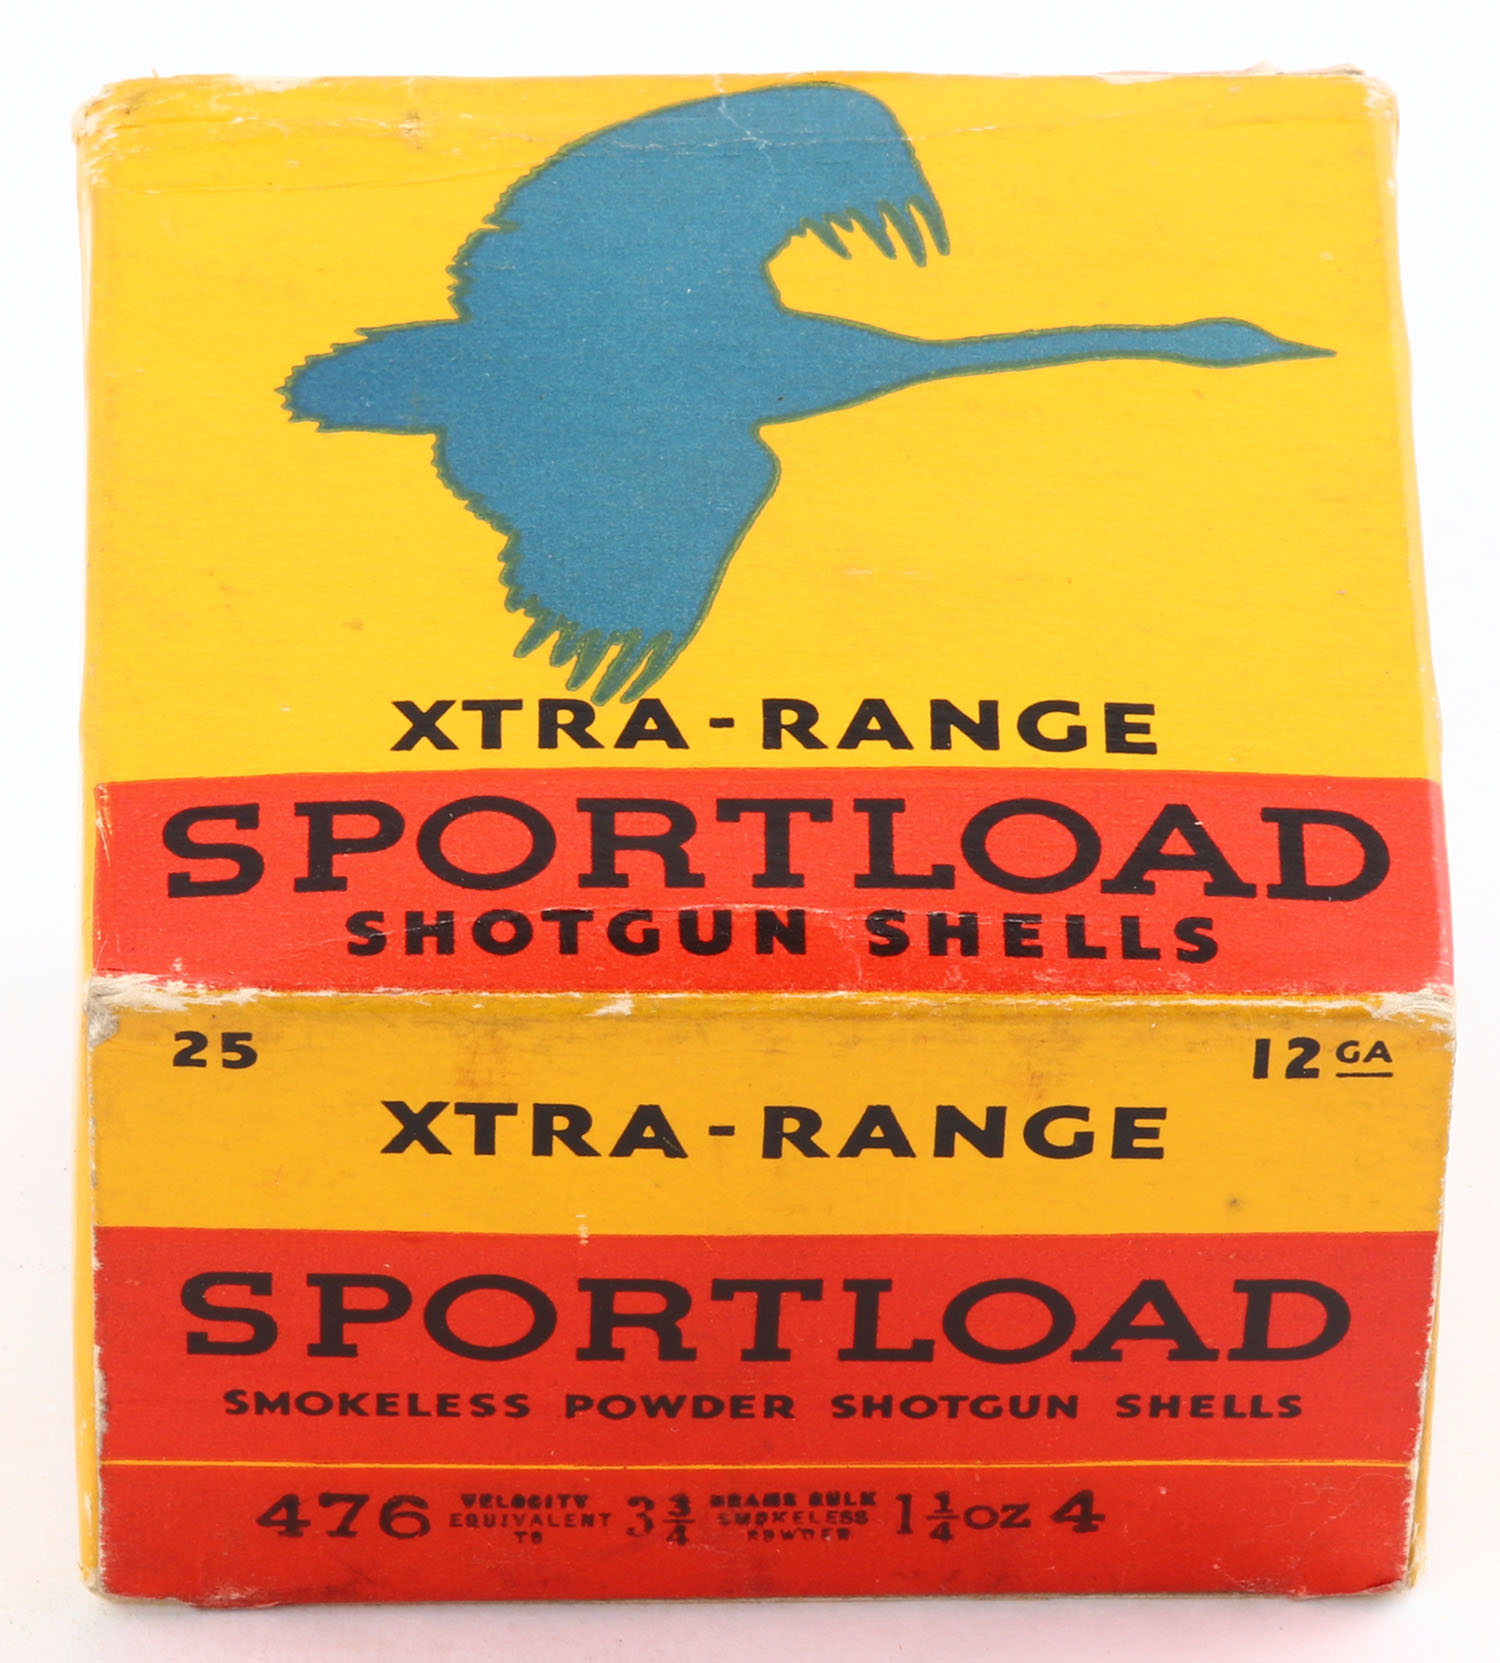 XTRA-RANGE
SPORTLOAD
SHOTGUN SHELLS
25 12 GA
XTRA-RANGE
SPORTLOAD
SMOKELESS POWDER SHOTGUN SHELLS
476 VELOCITY EQUIVALENT TO 3 3/4 DRAMS BULK SMOKELESS POWDER 1 1/4 OZ 4